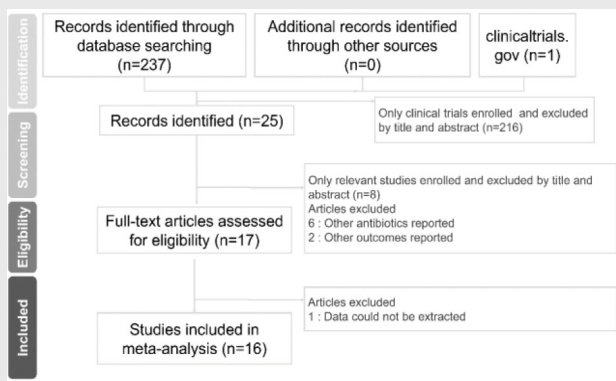 Identification
Records identified through
database searching
(n=237)
Additional records identified
through other sources
(n=0)
clinicaltrials.
gov (n=1)
Screening
Records identified (n=25)
Only clinical trials enrolled and excluded
by title and abstract (n=216)
Only relevant studies enrolled and excluded by title and
abstract (n=8)
Articles excluded
6 : Other antibiotics reported
2 : Other outcomes reported
Eligibility
Full-text articles assessed
for eligibility (n=17)
Included
Articles excluded
1 : Data could not be extracted
Studies included in
meta-analysis (n=16)